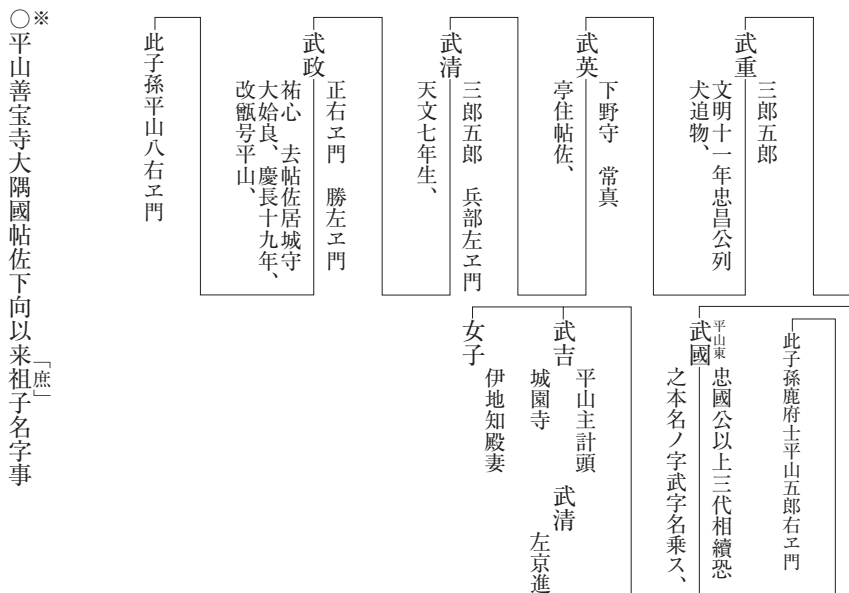 武重
三郎五郎
文明十一年忠昌公列
犬追物、
武英
下野守　常真
亭住帖佐、
武清
三郎五郎　兵部左ヱ門
天文七年生、
武政
正右ヱ門　勝左ヱ門
祐心　去帖佐居城守
大姶良、慶長十九年、
改甑号平山、
此子孫平山八右ヱ門
此子孫鹿府士平山五郎右ヱ門
平山東
武國
忠國公以上三代相續恐
之本名ノ字武字名乗ス、
武吉
平山主計頭
城園寺
武清
左京進
女子
伊地知殿妻
※
「庶」
○平山善宝寺大隅國帖佐下向以来祖子名字事